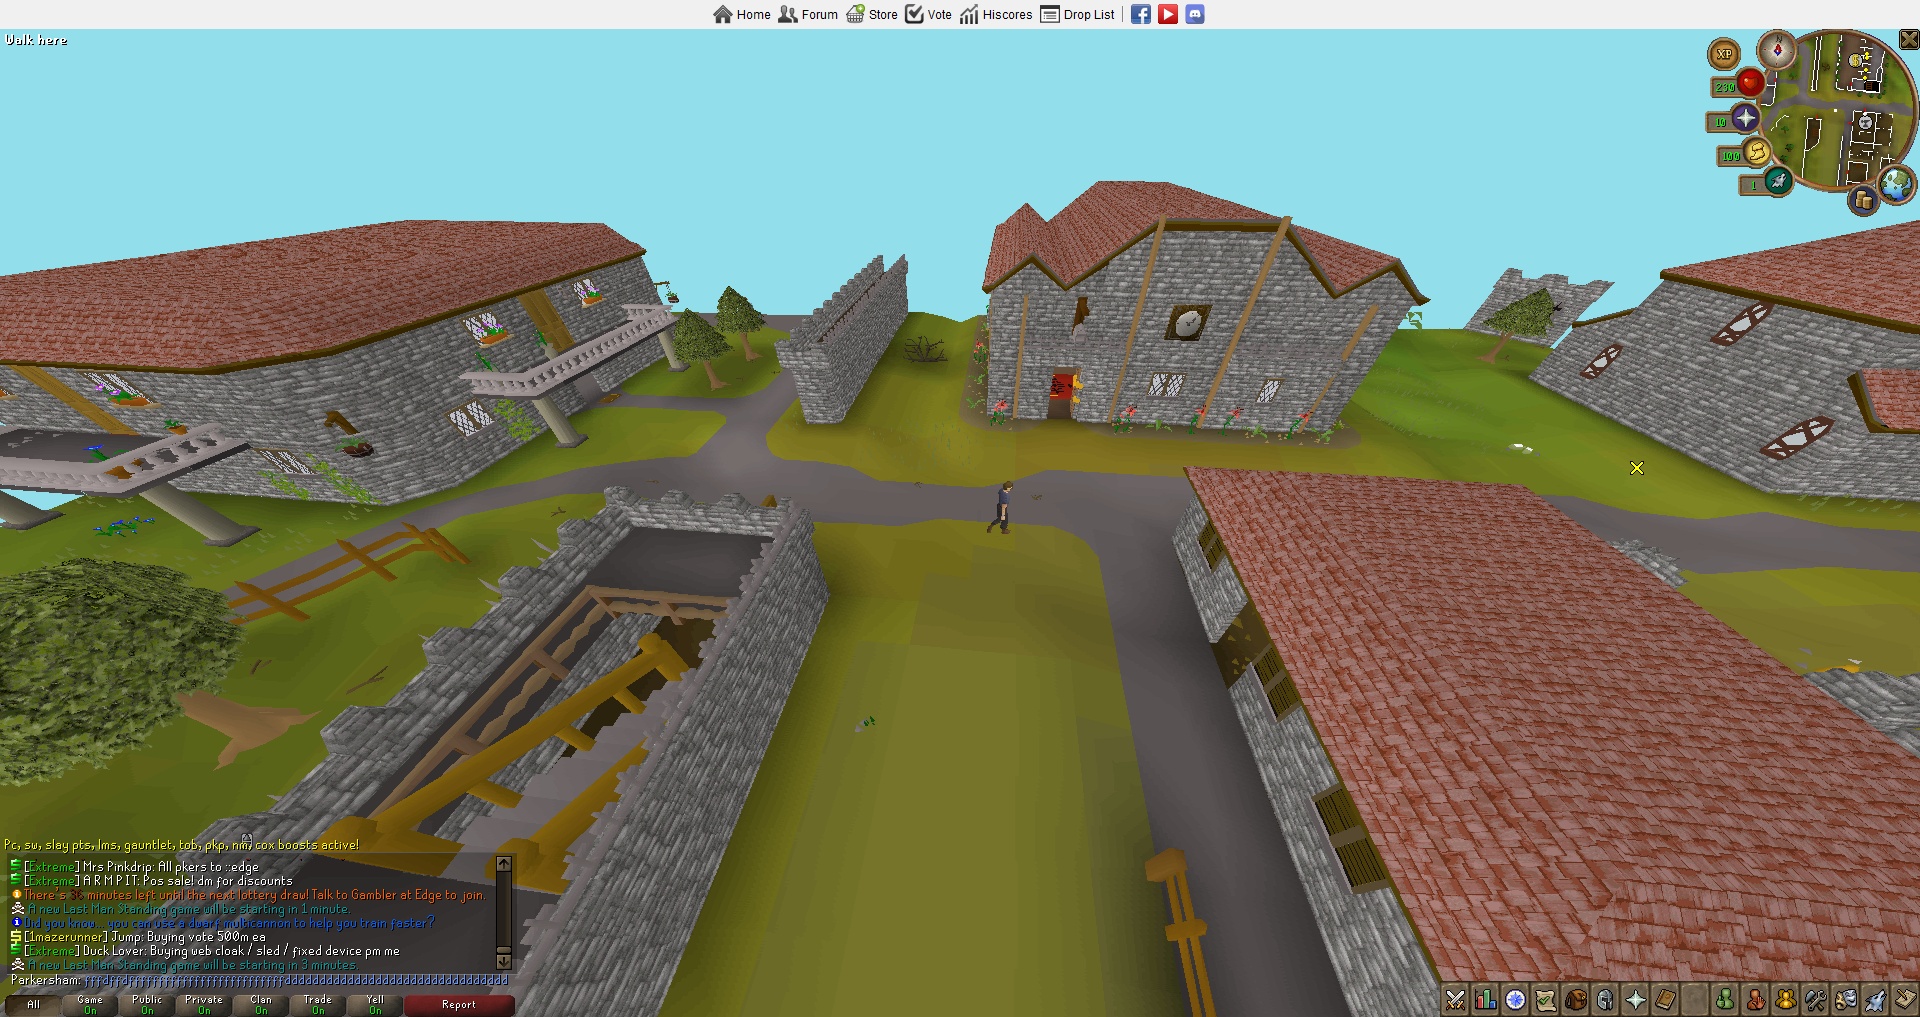 Home Forum Store Vote Hiscores Drop List
Walk here
XP
N
230
10
100
1
Pc, sw, slay pts, lms, gauntlet, tob, pkp, nm, cox boosts active!
[Extreme] Mrs Pinkdrip: All pkers to ::edge
[Extreme] A R M P I T: Pos sale! dm for discounts
There's 36 minutes left until the next lottery draw! Talk to Gambler at Edge to join.
A new Last Man Standing game will be starting in 1 minute.
Did you know... you can use a dwarf multicannon to help you train faster?
[1mazerunner] Jump: Buying vote 500m ea
[Extreme] Duck Lover: Buying web cloak / sled / fixed device pm me
A new Last Man Standing game will be starting in 3 minutes.
Parkersham:
All Game On Public On Private On Clan On Trade On Yell On Report